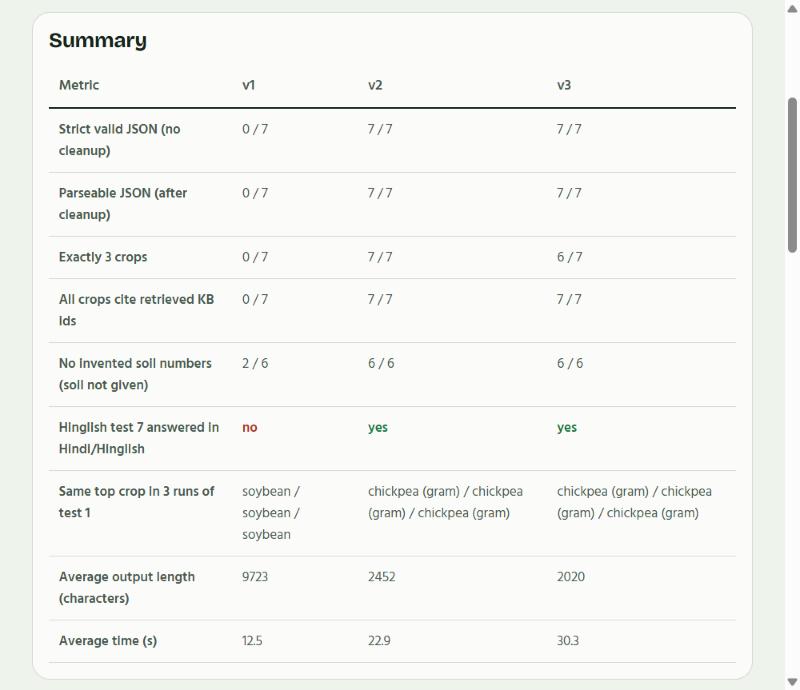 Summary
Metric v1 v2 v3
Strict valid JSON (no 0 / 7 7 / 7 7 / 7
cleanup)
Parseable JSON (after 0 / 7 7 / 7 7 / 7
cleanup)
Exactly 3 crops 0 / 7 7 / 7 6 / 7
All crops cite retrieved KB 0 / 7 7 / 7 7 / 7
ids
No invented soil numbers 2 / 6 6 / 6 6 / 6
(soil not given)
Hinglish test 7 answered in no yes yes
Hindi/Hinglish
Same top crop in 3 runs of soybean / chickpea (gram) / chickpea chickpea (gram) / chickpea
test 1 soybean / (gram) / chickpea (gram) (gram) / chickpea (gram)
soybean
Average output length 9723 2452 2020
(characters)
Average time (s) 12.5 22.9 30.3